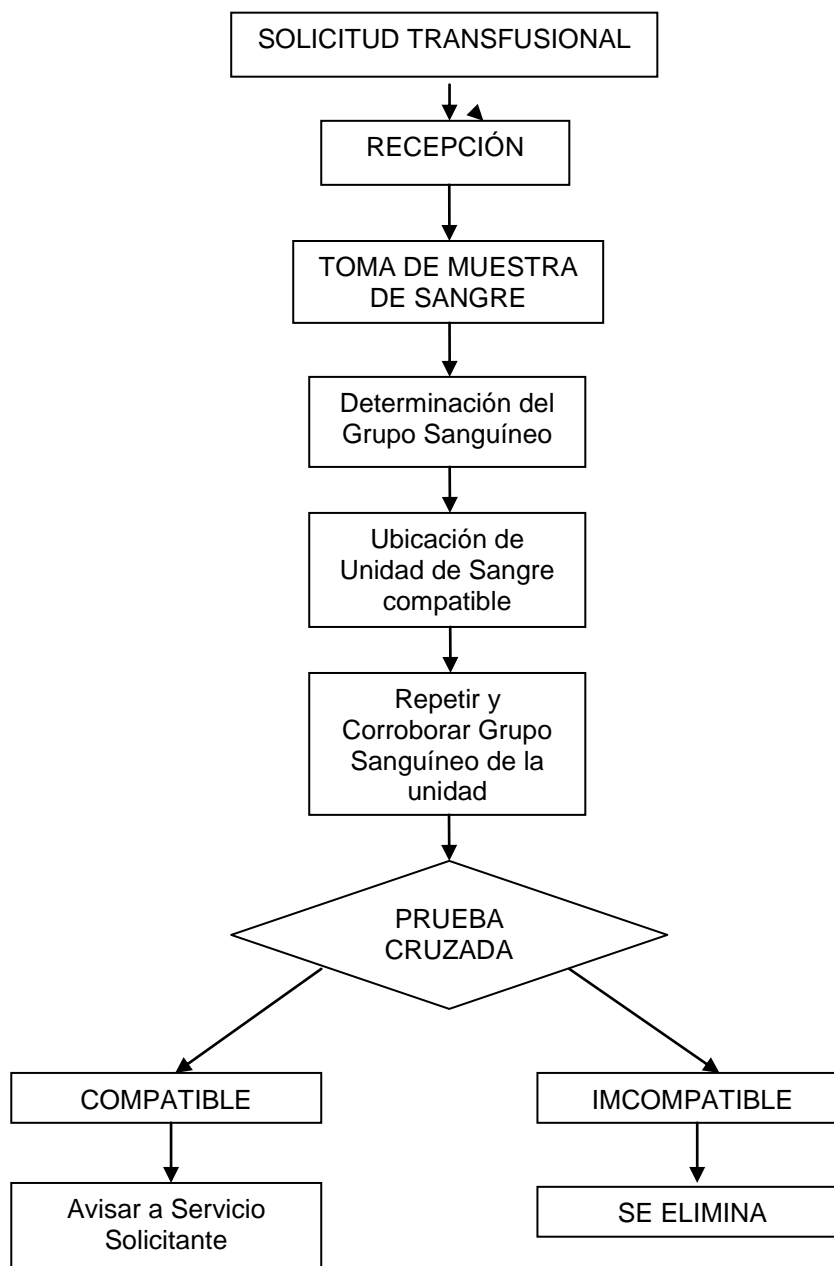 SOLICITUD TRANSFUSIONAL
RECEPCIÓN
TOMA DE MUESTRA
DE SANGRE
Determinación del
Grupo Sanguíneo
Ubicación de
Unidad de Sangre
compatible
Repetir y
Corroborar Grupo
Sanguíneo de la
unidad
PRUEBA
CRUZADA
COMPATIBLE
IMCOMPATIBLE
Avisar a Servicio
Solicitante
SE ELIMINA